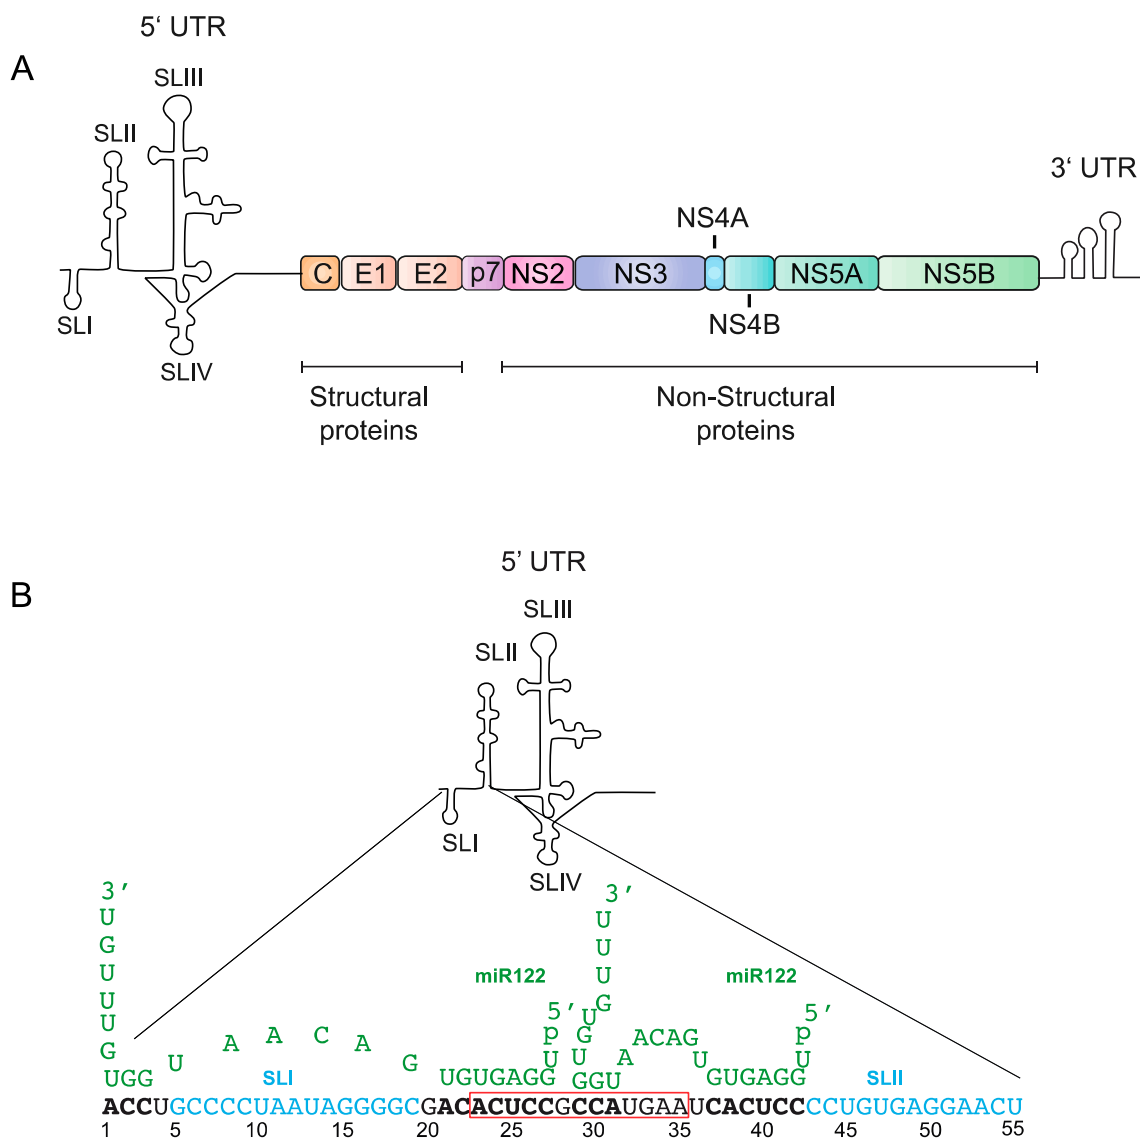 5‘ UTR
A
SLIII
SLII
3‘ UTR
NS4A
C E1 E2 p7 NS2 NS3 NS5A NS5B
SLI
NS4B
SLIV
Structural
proteins
Non-Structural
proteins
5’ UTR
B
SLIII
SLII
SLI
SLIV
3’
U
G
U
U
U
G
UGG
U
A
A
C
A
G
UGUGAGG
U
p
5’
miR122
3’
U
U
U
G
U
G
U
GGU
A
ACAG
U
GUGAGG
U
p
5’
miR122
SLI
SLII
ACCUGCCCCUAAUAGGGGCGACACUCCGCCAUGAAUCACUCCCCUGUGAGGAACU
1 5 10 15 20 25 30 35 40 45 50 55